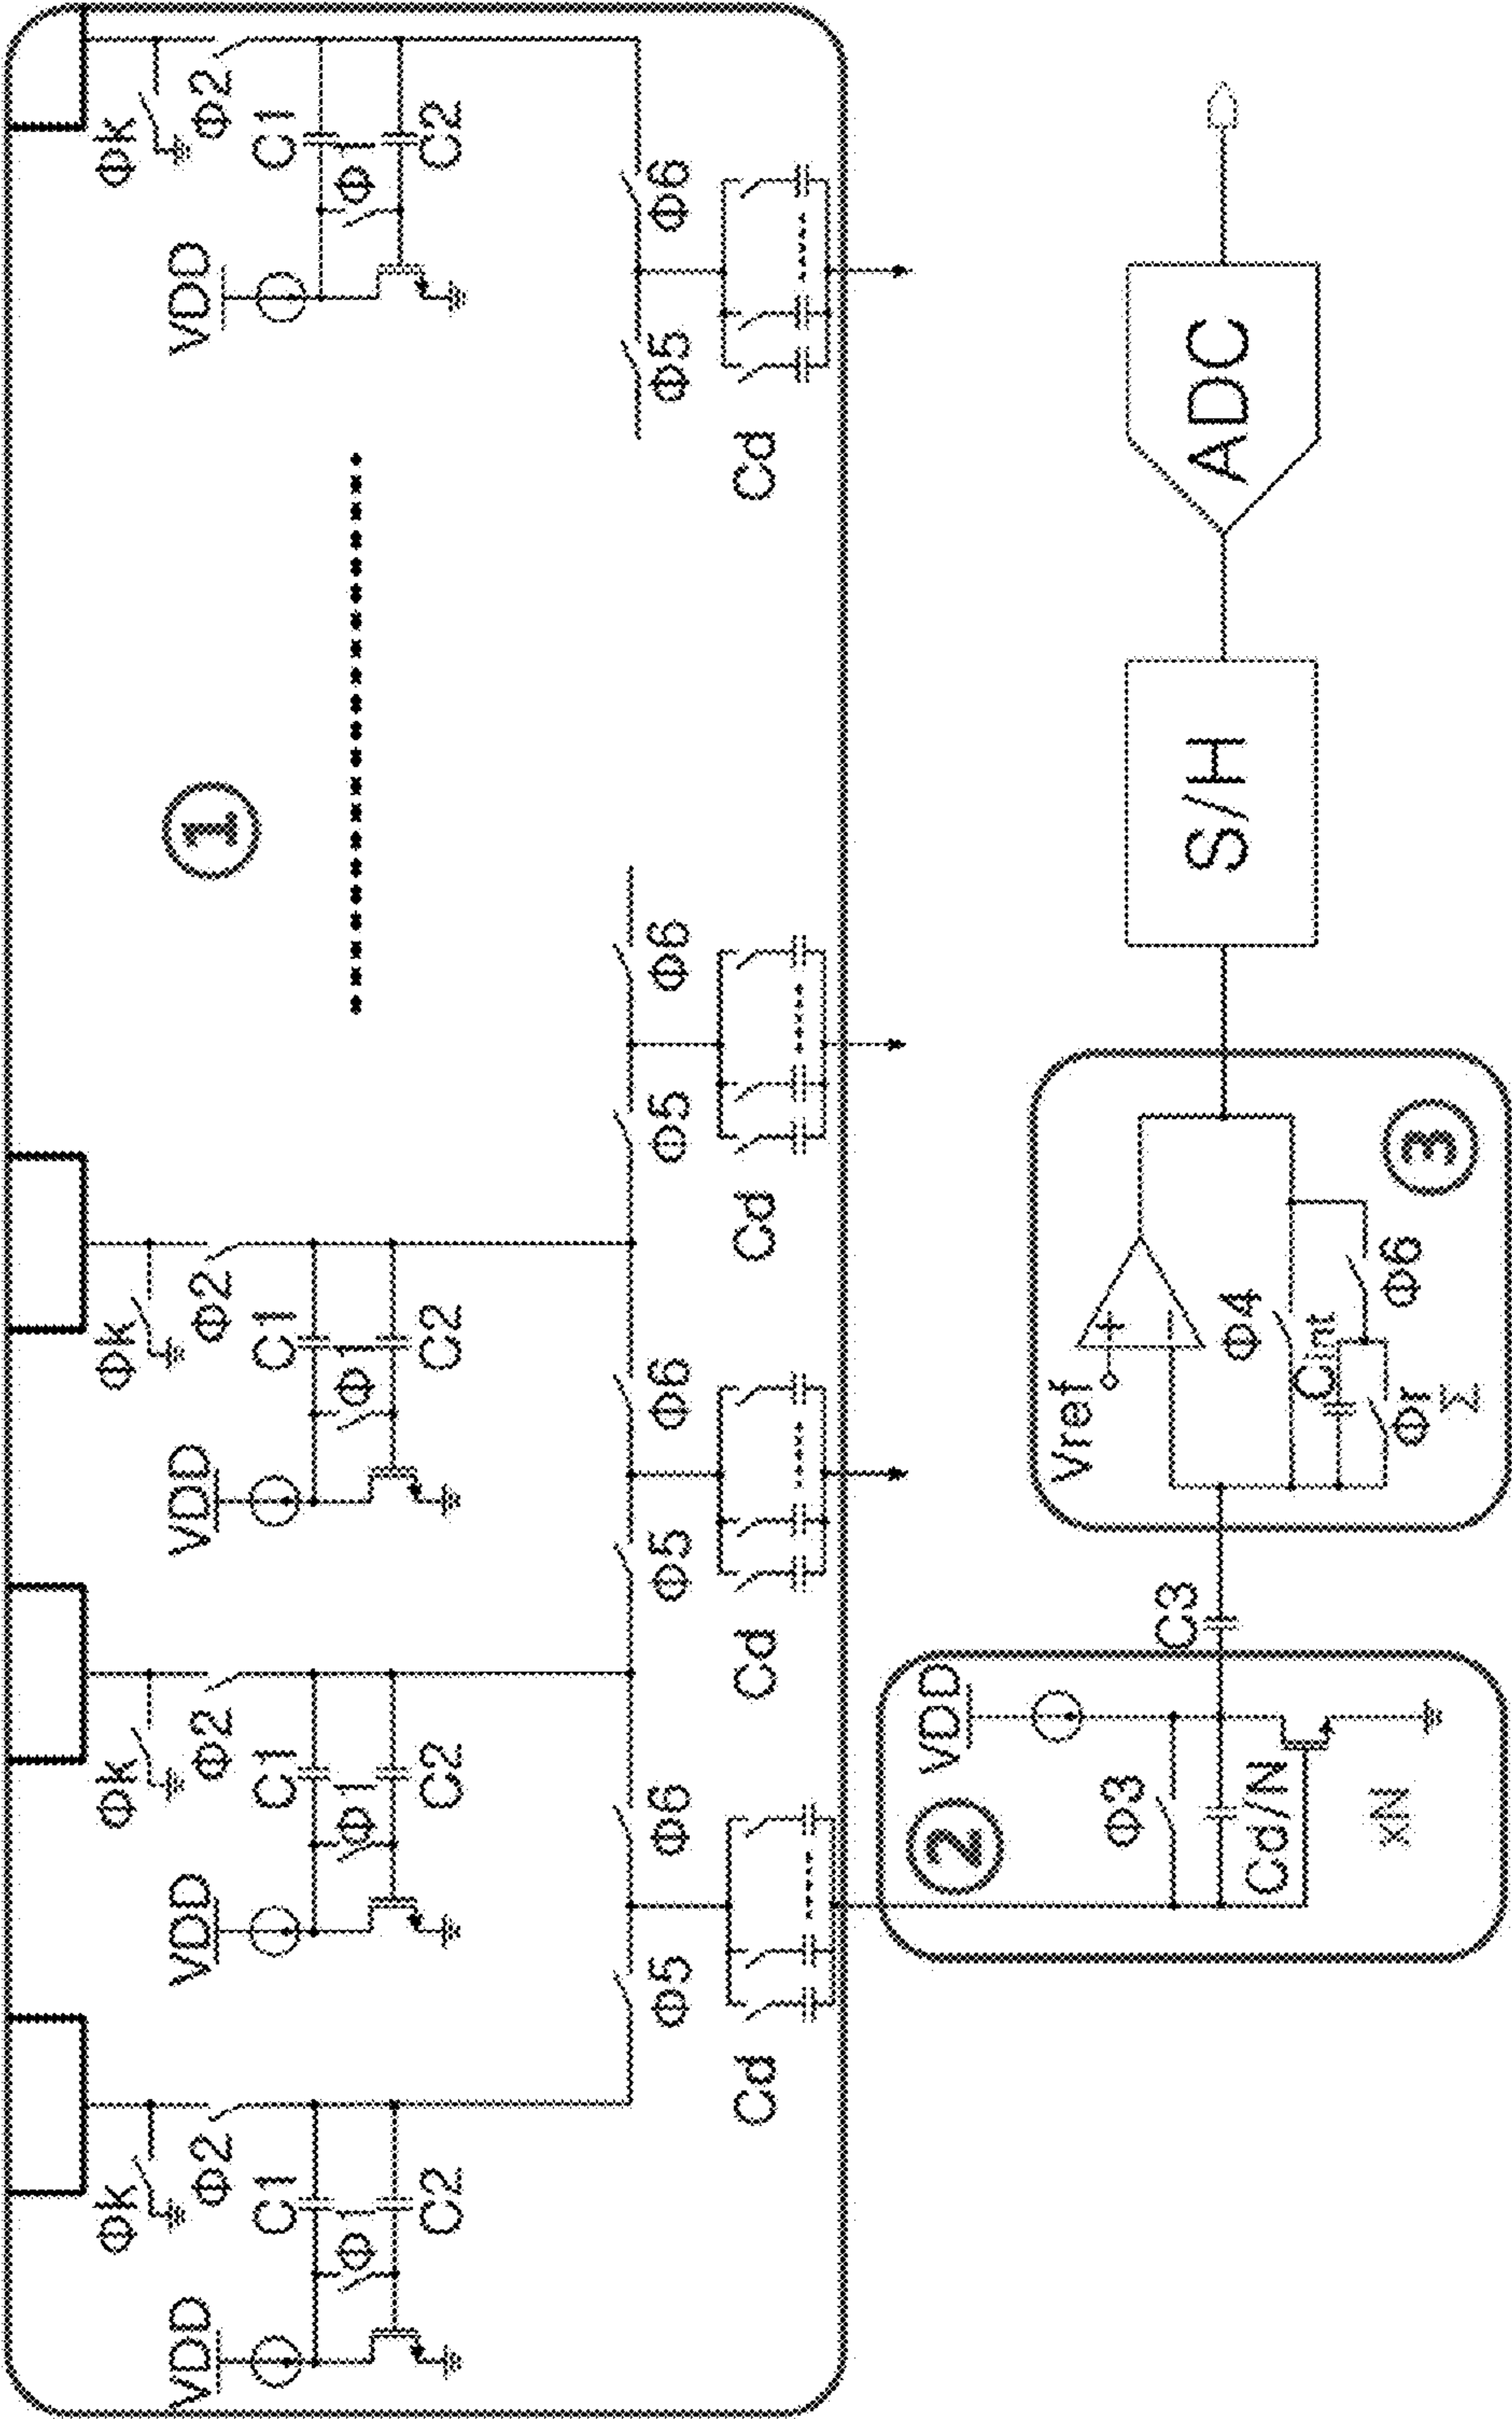 Φk
Φk
Φk
Φk
VDD
Φ2
VDD
Φ2
VDD
Φ2
①
VDD
Φ2
C1
C1
C1
C1
Φ1
Φ1
Φ1
Φ1
C2
C2
C2
C2
Φ5
Φ6
Φ5
Φ6
Φ5
Φ6
Φ5
Φ6
Cd
Cd
Cd
Cd
②
VDD
Φ3
Cd/N
xN
C3
Vref
+
−
Φ4
Cint
Φr
Φ6
Σ
③
S/H
ADC